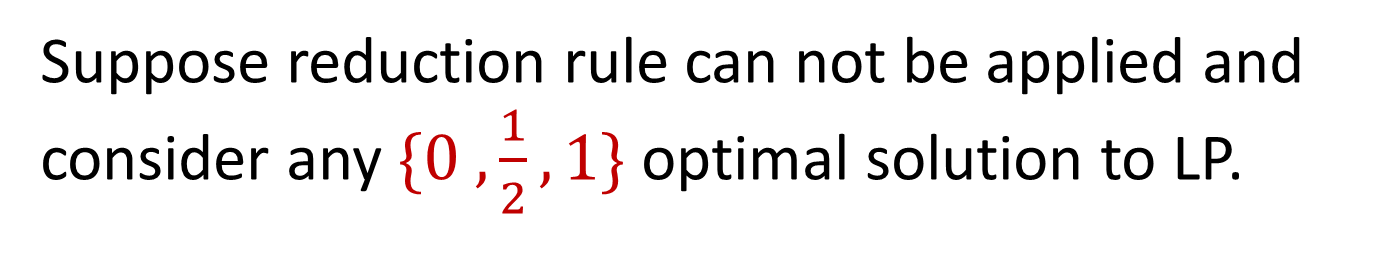 Suppose reduction rule can not be applied and
consider any {0 , 1/2 , 1} optimal solution to LP.